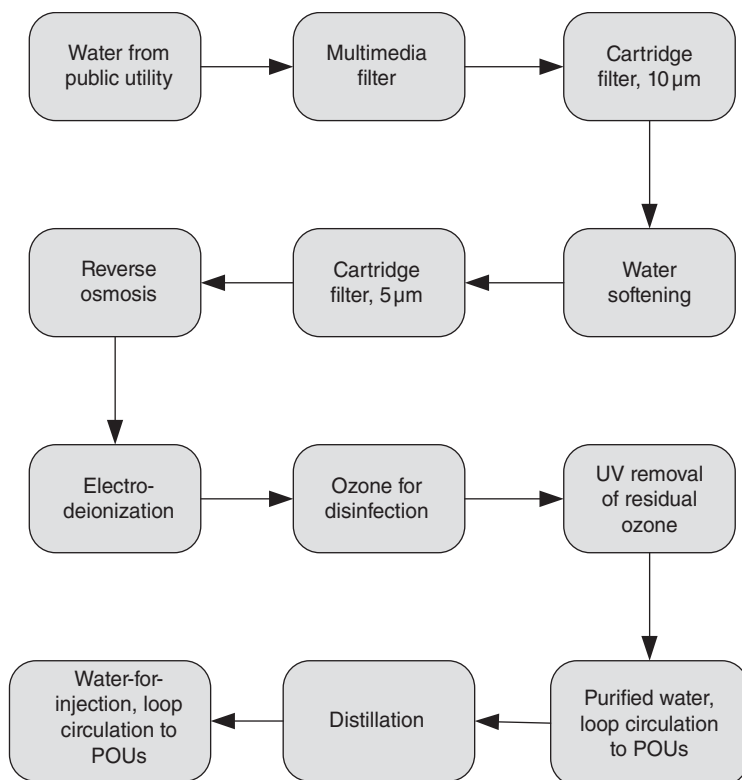 Water from
public utility
Multimedia
filter
Cartridge
filter, 10 µm
Water
softening
Cartridge
filter, 5 µm
Reverse
osmosis
Electro-
deionization
Ozone for
disinfection
UV removal
of residual
ozone
Purified water,
loop circulation
to POUs
Distillation
Water-for-
injection, loop
circulation to
POUs